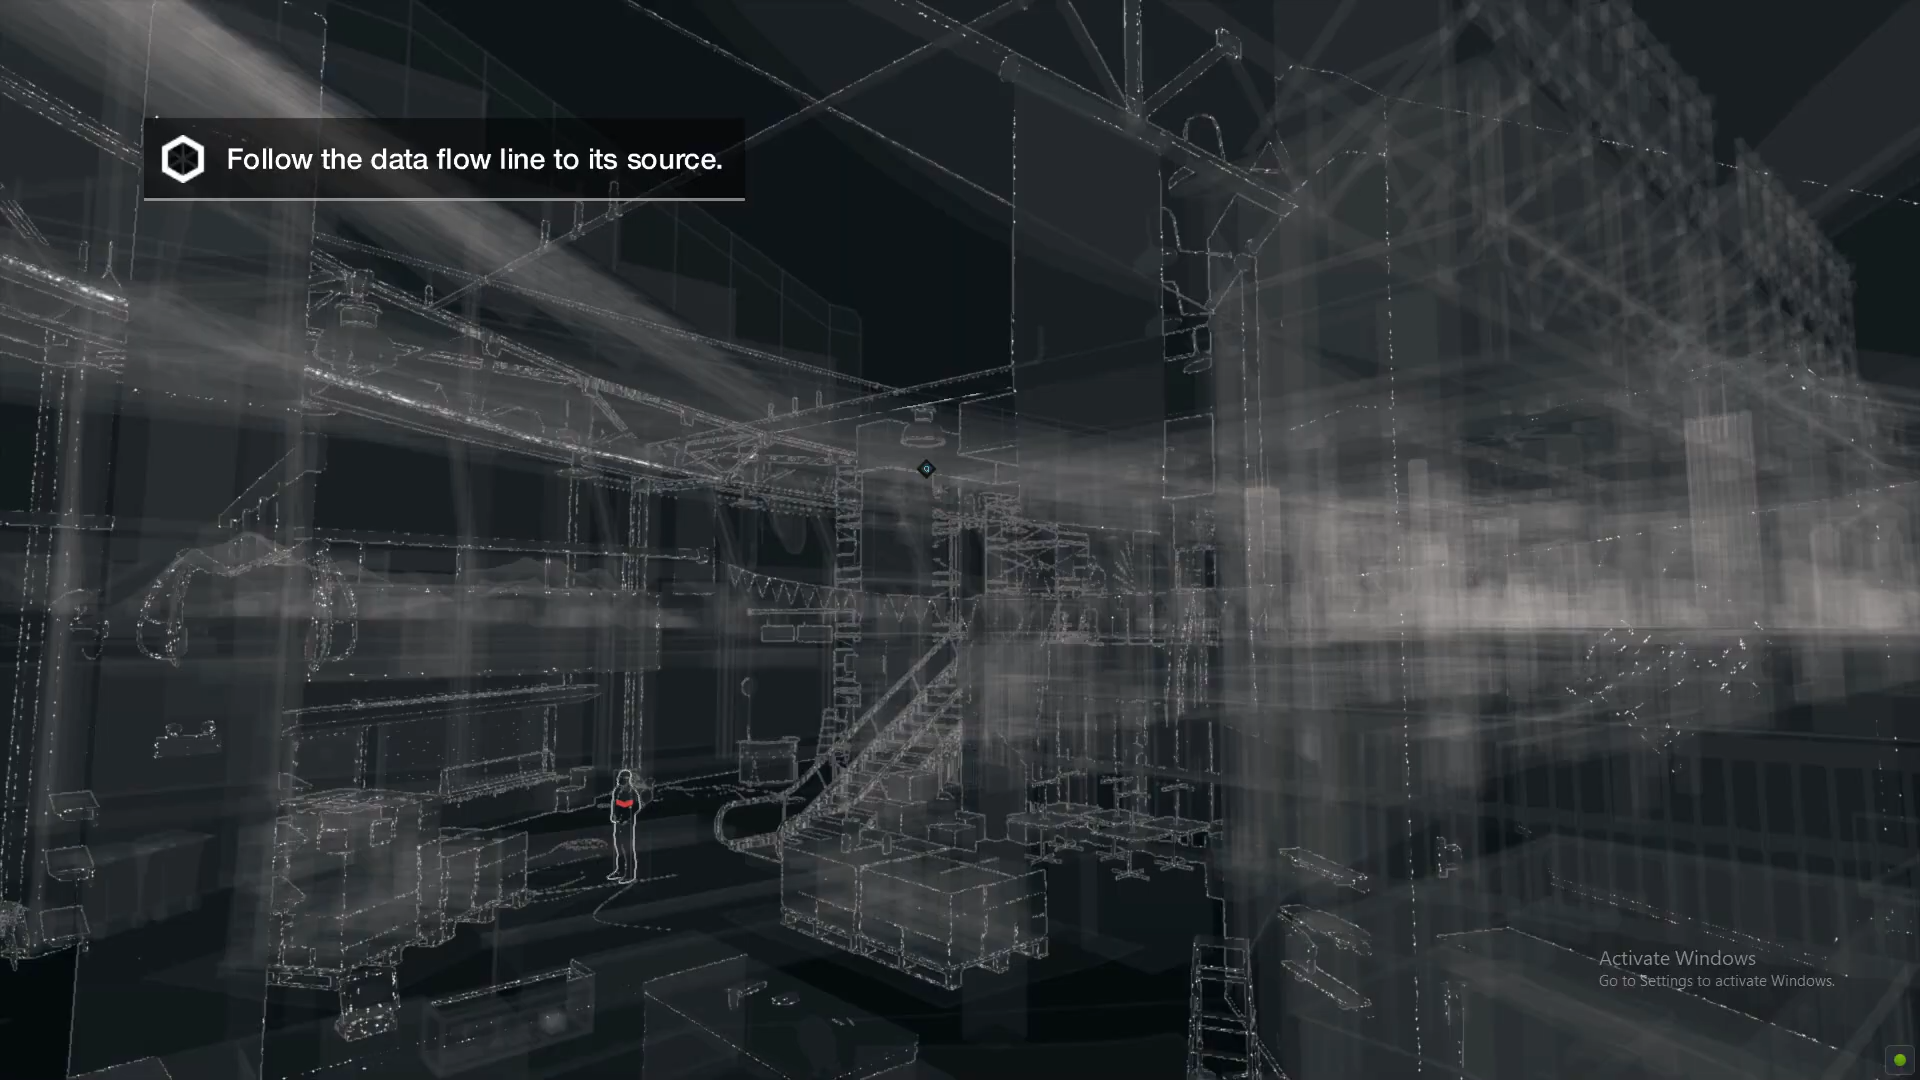 Follow the data flow line to its source.
Activate Windows
Go to Settings to activate Windows.